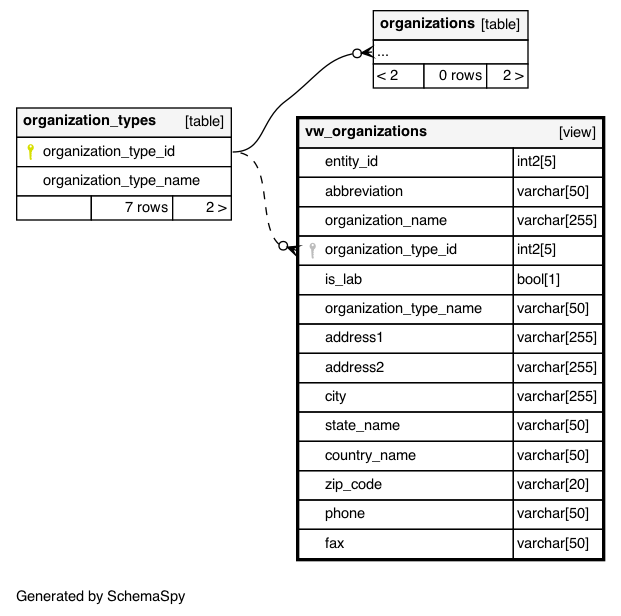 organizations [table]
...
< 2 0 rows 2 >
organization_types [table]
organization_type_id
organization_type_name
7 rows 2 >
vw_organizations [view]
entity_id int2[5]
abbreviation varchar[50]
organization_name varchar[255]
organization_type_id int2[5]
is_lab bool[1]
organization_type_name varchar[50]
address1 varchar[255]
address2 varchar[255]
city varchar[255]
state_name varchar[50]
country_name varchar[50]
zip_code varchar[20]
phone varchar[50]
fax varchar[50]
Generated by SchemaSpy